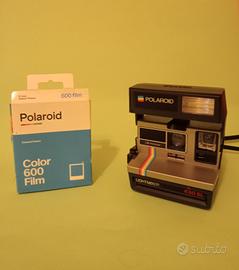 600 film
Polaroid
Color
600
Film
POLAROID
LIGHTMIXER
630 SL
subito